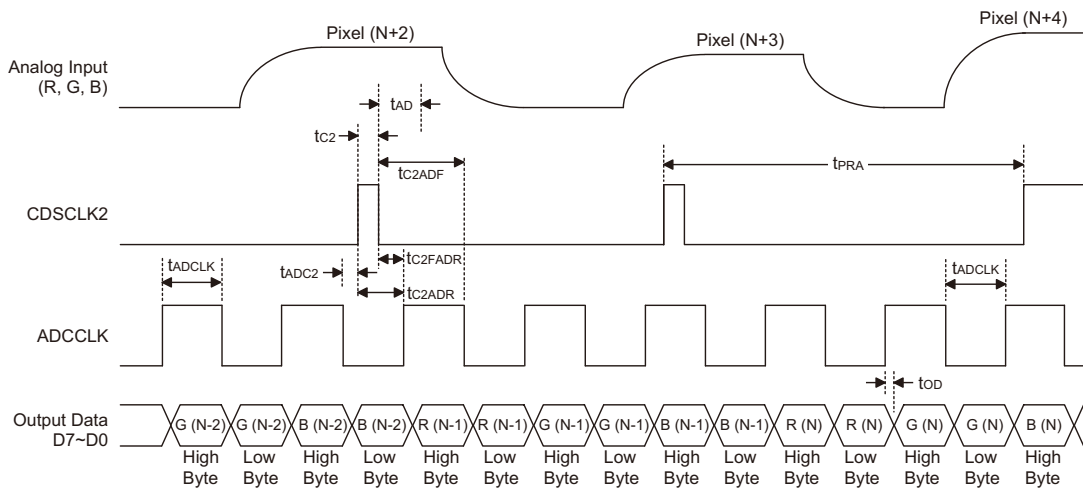 Pixel (N+2)
Pixel (N+3)
Pixel (N+4)
Analog Input
(R, G, B)
tAD
tC2
tC2ADF
tPRA
CDSCLK2
tADCLK
tADC2
tC2FADR
tC2ADR
tADCLK
ADCCLK
tOD
Output Data
D7~D0
G (N-2) G (N-2) B (N-2) B (N-2) R (N-1) R (N-1) G (N-1) G (N-1) B (N-1) B (N-1) R (N) R (N) G (N) G (N) B (N)
High Low High Low High Low High Low High Low High Low High Low High
Byte Byte Byte Byte Byte Byte Byte Byte Byte Byte Byte Byte Byte Byte Byte